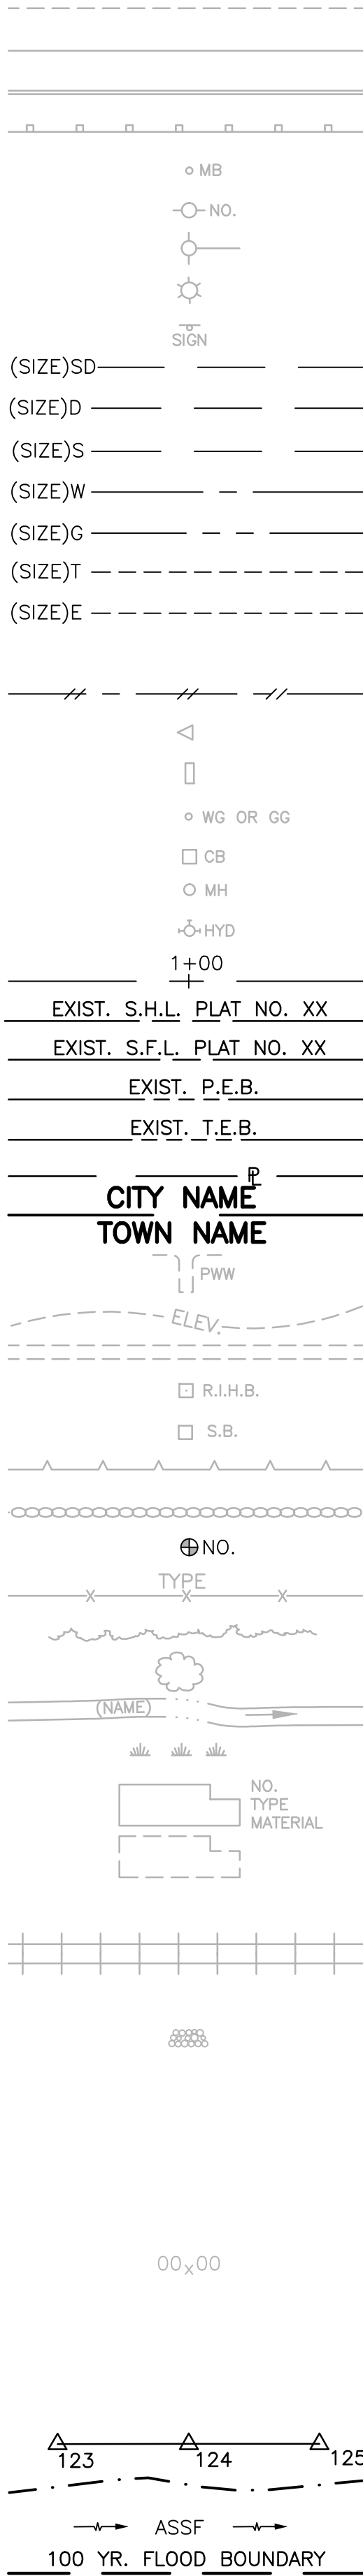 MB
NO.
SIGN
(SIZE)SD
(SIZE)D
(SIZE)S
(SIZE)W
(SIZE)G
(SIZE)T
(SIZE)E
WG OR GG
CB
MH
HYD
1+00
EXIST. S.H.L. PLAT NO. XX
EXIST. S.F.L. PLAT NO. XX
EXIST. P.E.B.
EXIST. T.E.B.
PL
CITY NAME
TOWN NAME
PWW
ELEV.
R.I.H.B.
S.B.
NO.
TYPE
(NAME)
NO.
TYPE
MATERIAL
00x00
123 124 125
ASSF
100 YR. FLOOD BOUNDARY